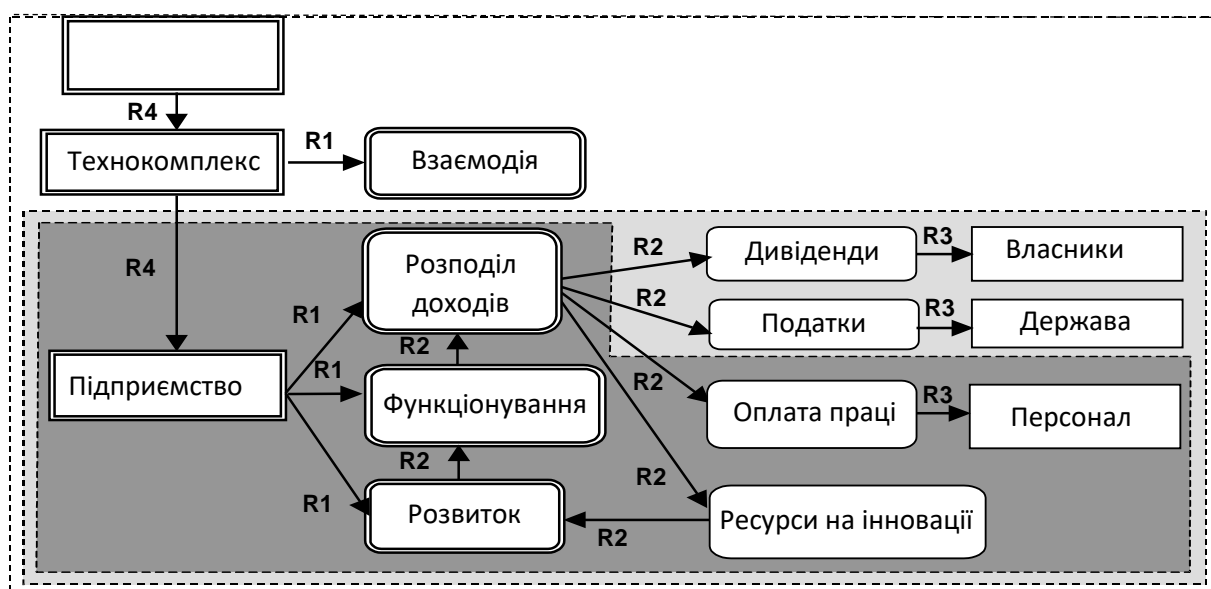 R4
Технокомплекс
R1
Взаємодія
R4
Розподіл
доходів
R2
Дивіденди
R3
Власники
R2
Податки
R3
Держава
R1
R2
R1
Підприємство
Функціонування
R2
Оплата праці
R3
Персонал
R2
R1
Розвиток
R2
R2
Ресурси на інновації